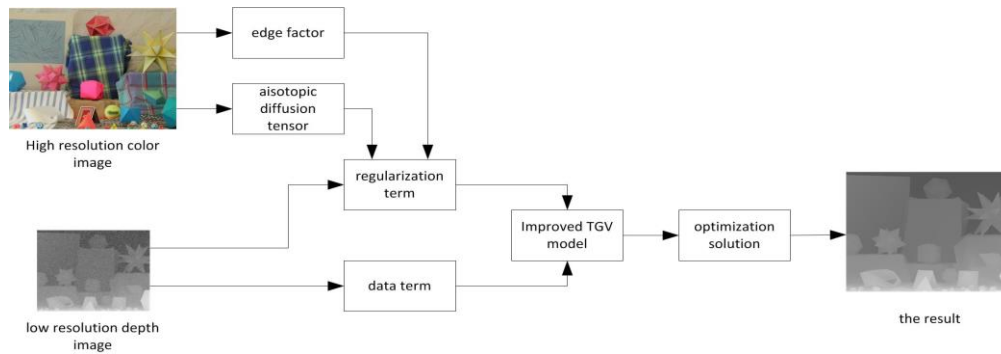 edge factor
aisotopic
diffusion
tensor
High resolution color
image
regularization
term
Improved TGV
model
optimization
solution
data term
low resolution depth
image
the result